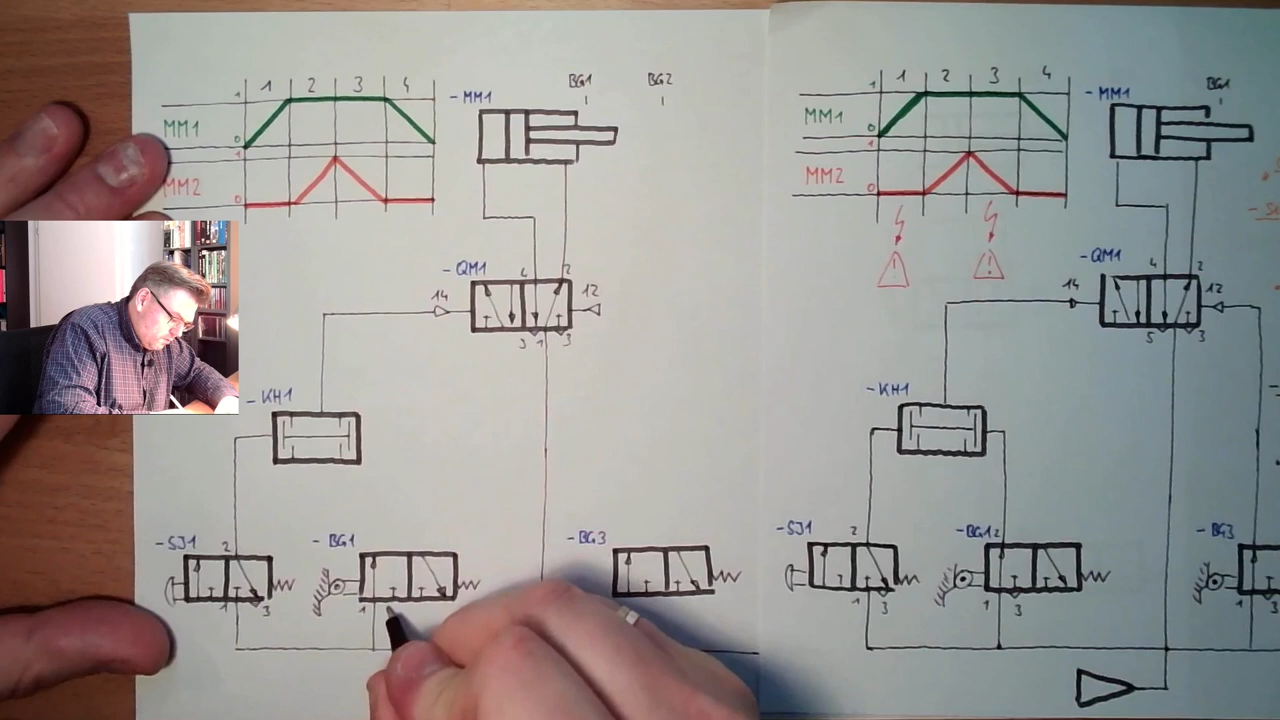 1 2 3 4
1
MM1
0
1
MM2
0
BG1 BG2
-MM1
-QM1
4 2
14 12
3 1 3
-KH1
-SJ1 2
1 3
-BG1
1
-BG3
1 2 3 4
1
MM1
0
1
MM2
0
BG1
-MM1
!
!
-QM1
4 2
14 12
5 3
-KH1
-SJ1 2
1 3
-BG1 2
1 3
-BG3
1 3